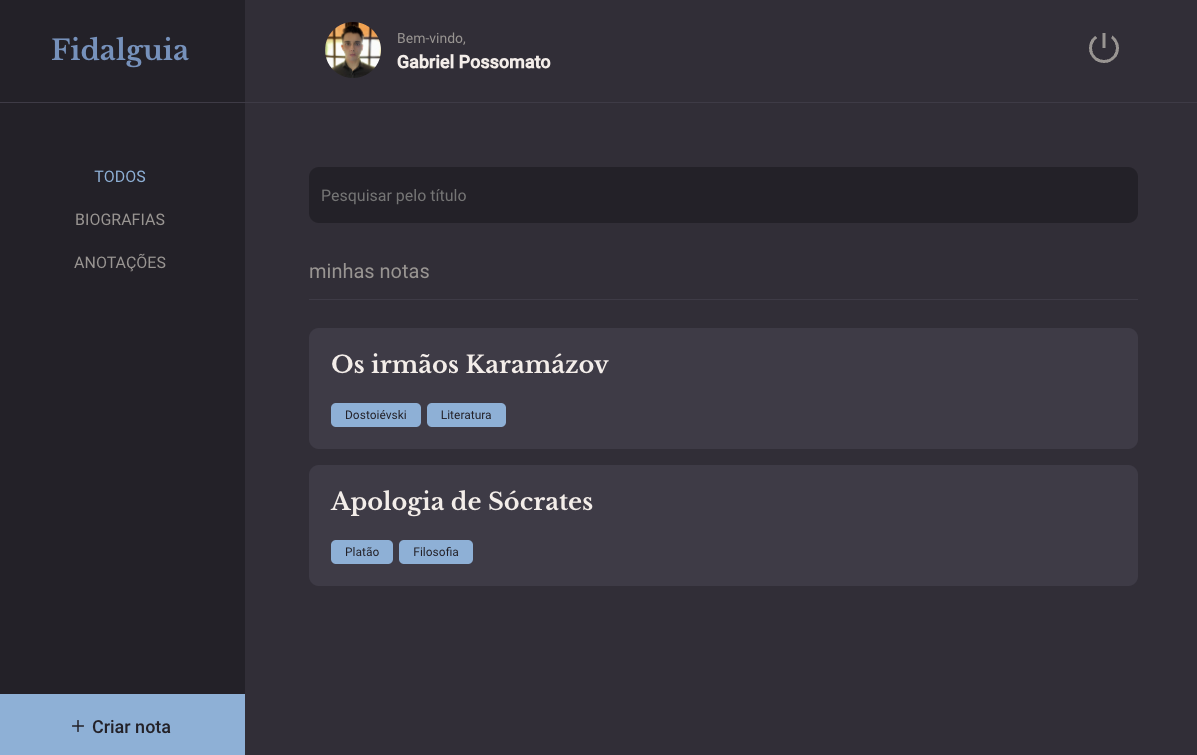 Fidalguia
Bem-vindo,
Gabriel Possomato
TODOS
BIOGRAFIAS
ANOTAÇÕES
Pesquisar pelo título
minhas notas
Os irmãos Karamázov
Dostoiévski Literatura
Apologia de Sócrates
Platão Filosofia
+ Criar nota